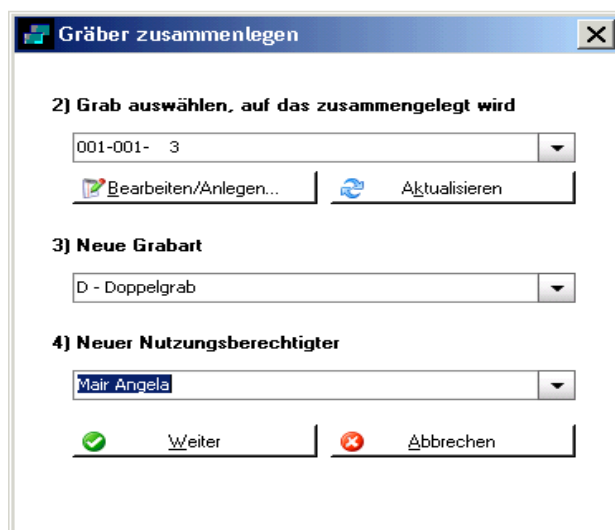 Gräber zusammenlegen
2) Grab auswählen, auf das zusammengelegt wird
001-001- 3
Bearbeiten/Anlegen... Aktualisieren
3) Neue Grabart
D - Doppelgrab
4) Neuer Nutzungsberechtigter
Mair Angela
Weiter Abbrechen